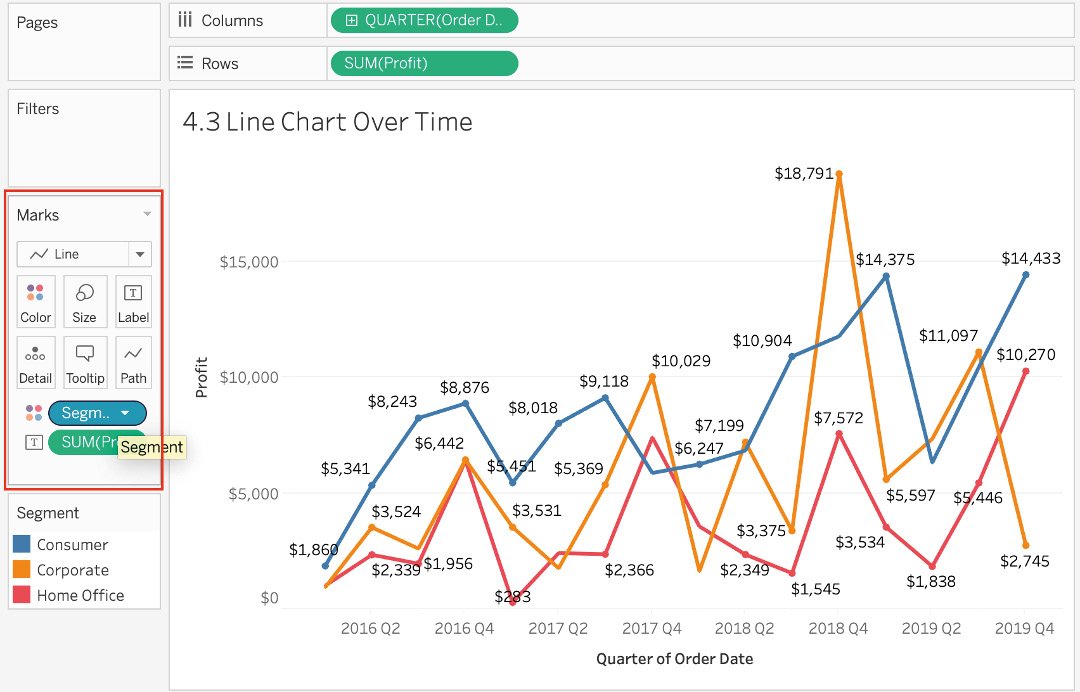 Pages
Columns
QUARTER(Order D..
Rows
SUM(Profit)
Filters
4.3 Line Chart Over Time
Marks
Line
Color Size Label
Detail Tooltip Path
Segm..
SUM(Pr
Segment
Segment
Consumer
Corporate
Home Office
Profit
$15,000
$10,000
$5,000
$0
$18,791
$14,375
$14,433
$10,904
$11,097
$10,270
$10,029
$9,118
$8,876
$8,243
$8,018
$7,199
$7,572
$6,442
$6,247
$5,341
$5,451
$5,369
$5,597
$5,446
$3,524
$3,531
$3,375
$3,534
$1,860
$2,339
$1,956
$2,366
$2,349
$1,545
$1,838
$2,745
$283
2016 Q2 2016 Q4 2017 Q2 2017 Q4 2018 Q2 2018 Q4 2019 Q2 2019 Q4
Quarter of Order Date